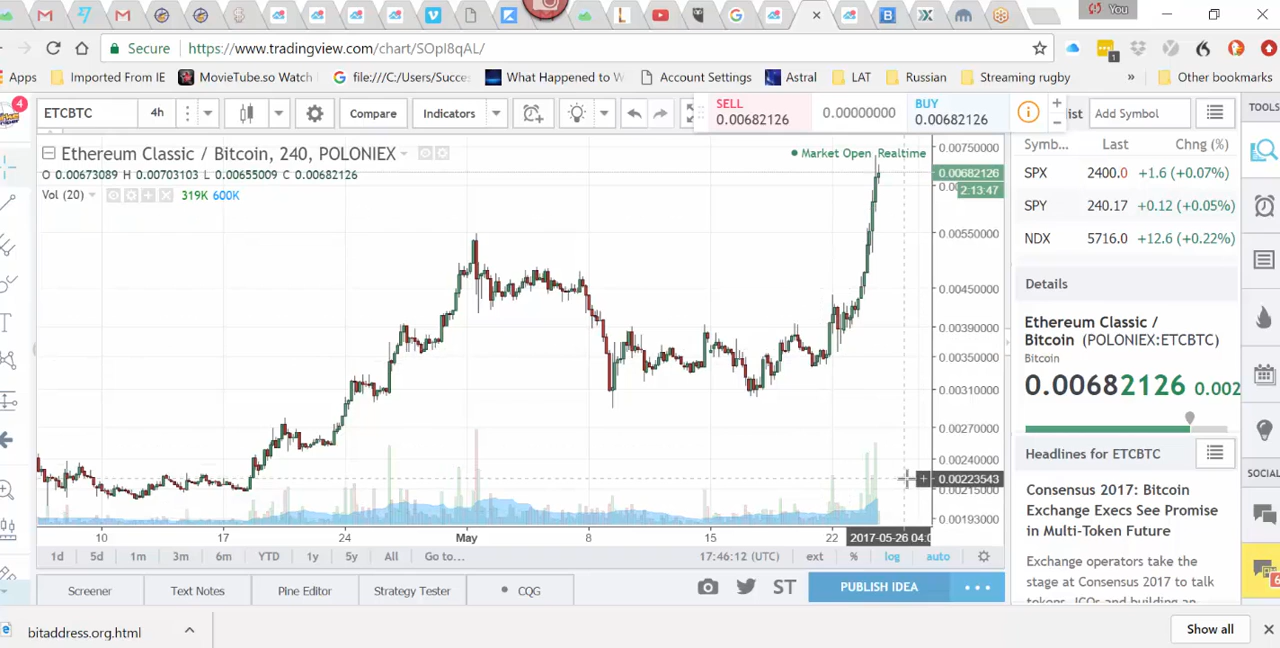 You
Secure
https://www.tradingview.com/chart/SOpI8qAL/
1
Apps
Imported From IE
MovieTube.so Watch
file:///C:/Users/Succe
What Happened to W
Account Settings
Astral
LAT
Russian
Streaming rugby
»
Other bookmarks
4
ETCBTC
4h
Compare
Indicators
SELL
0.00682126
0.00000000
BUY
0.00682126
ist
Add Symbol
TOOLS
Ethereum Classic / Bitcoin, 240, POLONIEX
Market Open
Realtime
O 0.00673089 H 0.00703103 L 0.00655009 C 0.00682126
Vol (20)
319K 600K
0.00750000
0.00682126
2:13:47
0.00550000
0.00450000
0.00390000
0.00350000
0.00310000
0.00270000
0.00240000
0.00223543
0.00215000
0.00193000
10
17
24
May
8
15
22
2017-05-26 04:0
1d
5d
1m
3m
6m
YTD
1y
5y
All
Go to...
17:46:12 (UTC)
ext
%
log
auto
Screener
Text Notes
Pine Editor
Strategy Tester
CQG
ST
PUBLISH IDEA
Symb...
Last
Chng (%)
SPX
2400.0
+1.6 (+0.07%)
SPY
240.17
+0.12 (+0.05%)
NDX
5716.0
+12.6 (+0.22%)
Details
Ethereum Classic /
Bitcoin (POLONIEX:ETCBTC)
Bitcoin
0.00682126 0.002
Headlines for ETCBTC
Consensus 2017: Bitcoin
Exchange Execs See Promise
in Multi-Token Future
Exchange operators take the
stage at Consensus 2017 to talk
SOCIAL
bitaddress.org.html
Show all